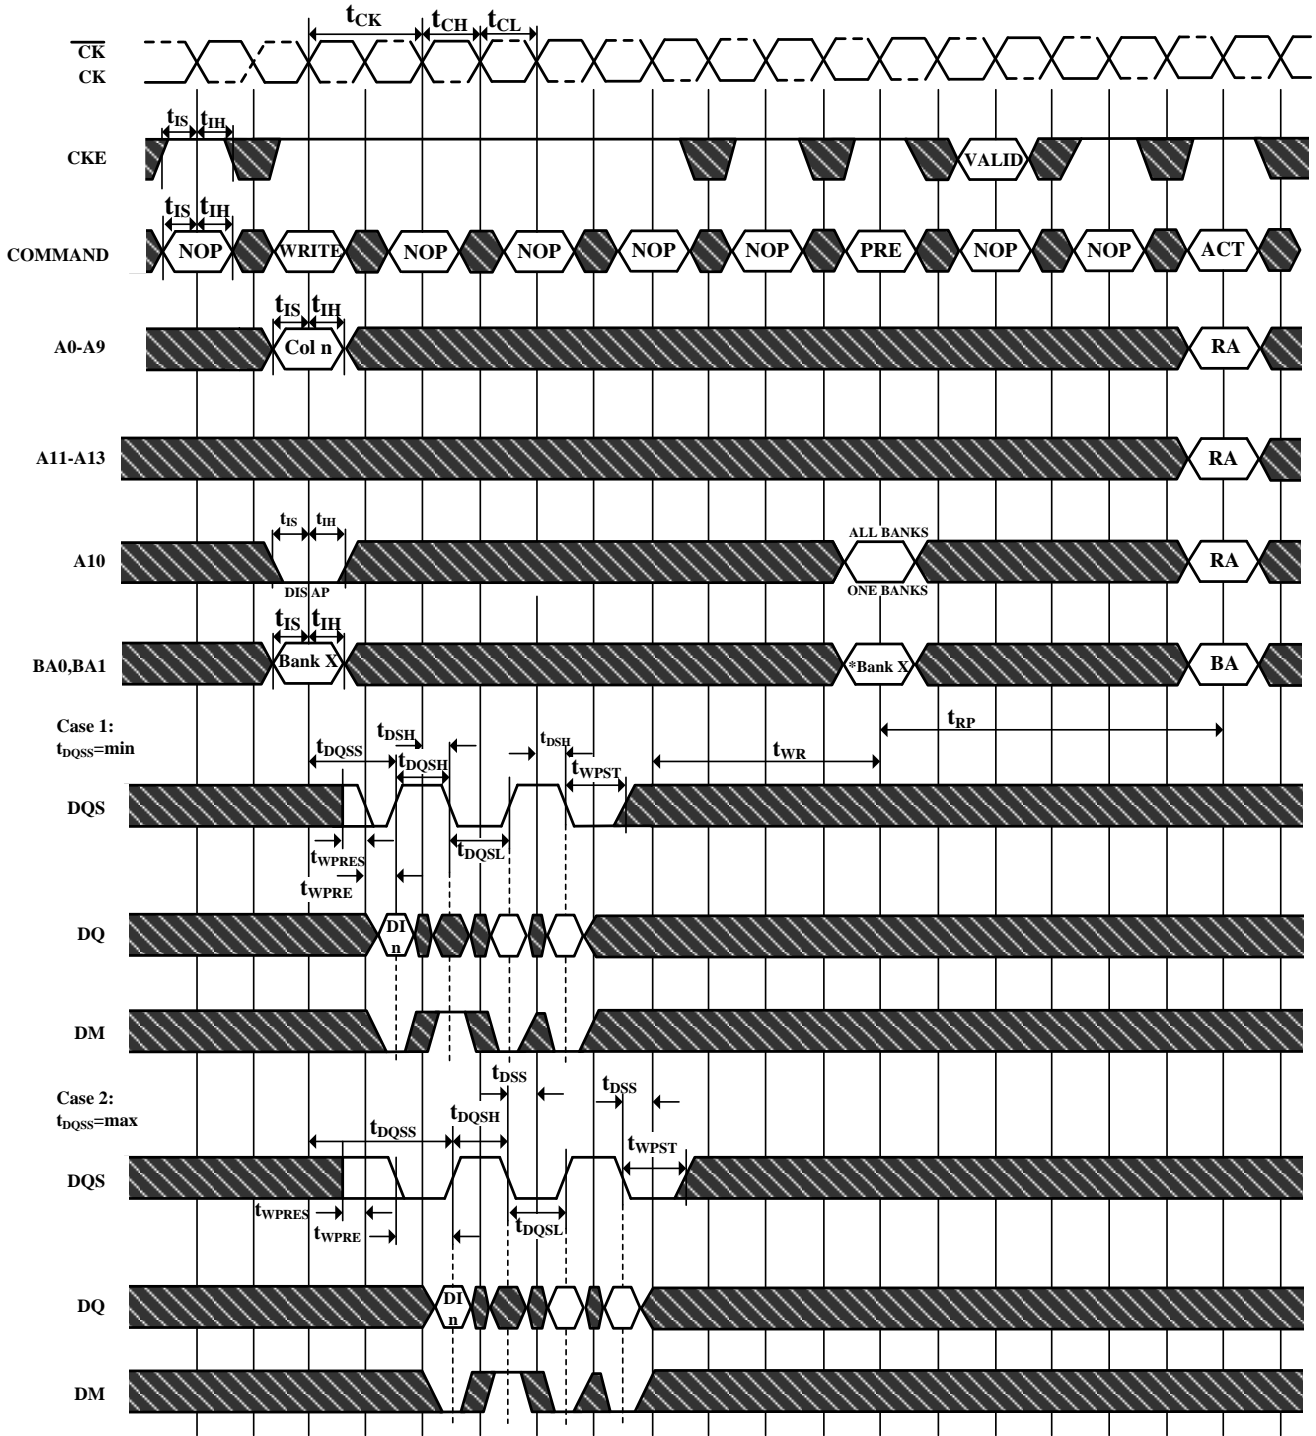 tCK tCH tCL
CK
CK
tIS tIH
CKE VALID
tIS tIH
COMMAND NOP WRITE NOP NOP NOP NOP PRE NOP NOP ACT
tIS tIH
A0-A9 Col n RA
A11-A13 RA
tIS tIH ALL BANKS
A10 RA
DIS AP ONE BANKS
tIS tIH
BA0,BA1 Bank X *Bank X BA
Case 1:
tDQSS=min
tDSH tDSH tRP
tDQSS tDQSH tWPST tWR
DQS
tWPRES tDQSL
tWPRE
DQ DI
n
DM
tDSS tDSS
Case 2:
tDQSS=max
tDQSS tDQSH tWPST
DQS
tWPRES tWPRE tDQSL
DQ DI
n
DM